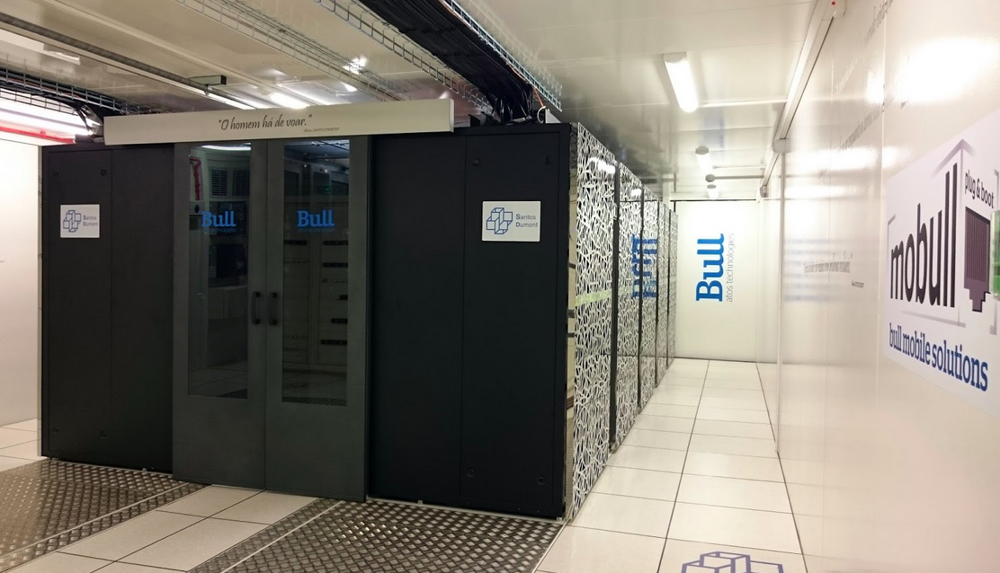 "O homem há de voar."
Santos
Dumont
Bull
Bull
Santos
Dumont
Bull
atos technologies
plug & boot
mobull
bull mobile solutions